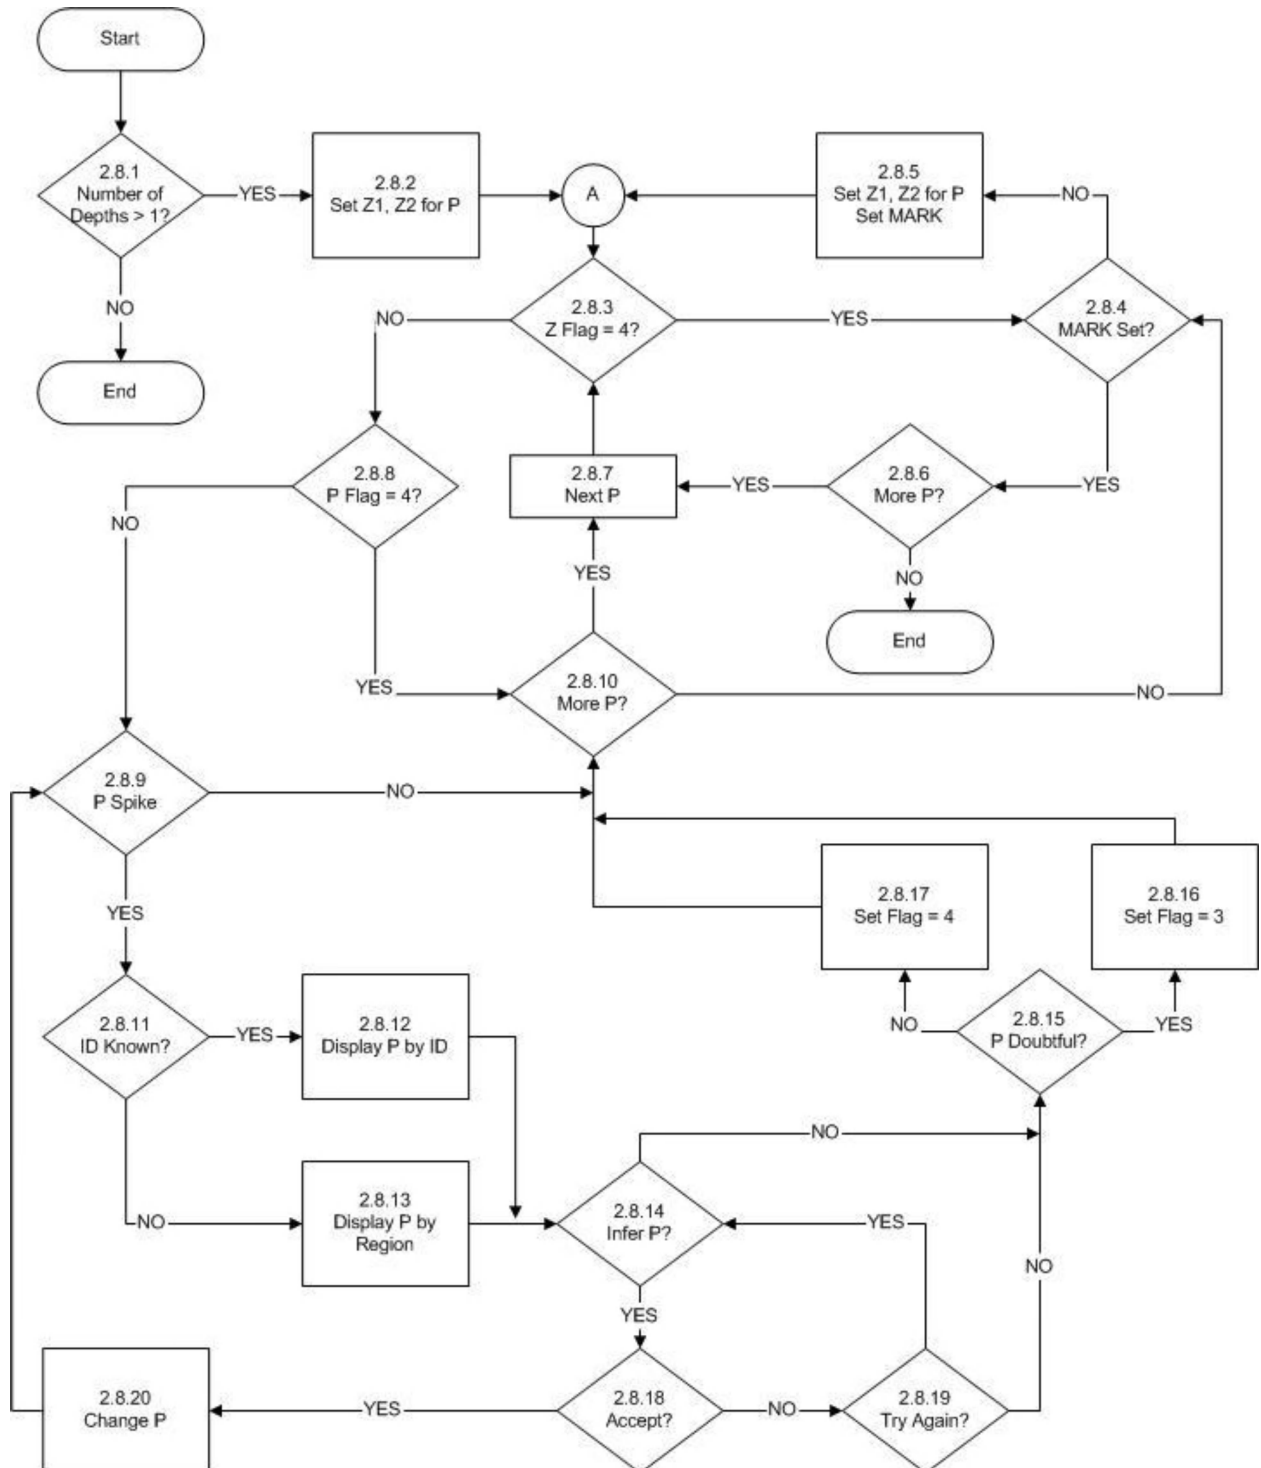 Start
2.8.1
Number of
Depths > 1?
YES
2.8.2
Set Z1, Z2 for P
A
2.8.5
Set Z1, Z2 for P
Set MARK
NO
NO
End
2.8.3
Z Flag = 4?
NO
YES
2.8.4
MARK Set?
2.8.8
P Flag = 4?
2.8.7
Next P
YES
2.8.6
More P?
YES
NO
YES
NO
End
YES
2.8.10
More P?
NO
2.8.9
P Spike
NO
YES
2.8.17
Set Flag = 4
2.8.16
Set Flag = 3
2.8.11
ID Known?
YES
2.8.12
Display P by ID
NO
2.8.15
P Doubtful?
YES
NO
NO
2.8.13
Display P by
Region
2.8.14
Infer P?
YES
NO
YES
2.8.20
Change P
YES
2.8.18
Accept?
NO
2.8.19
Try Again?